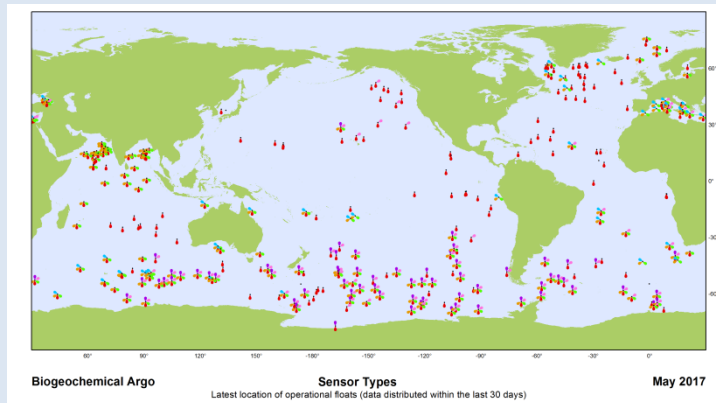 60°
30°
0°
-30°
-60°
60° 90° 120° 150° -180° -150° -120° -90° -60° -30° 0°
Biogeochemical Argo Sensor Types May 2017
Latest location of operational floats (data distributed within the last 30 days)